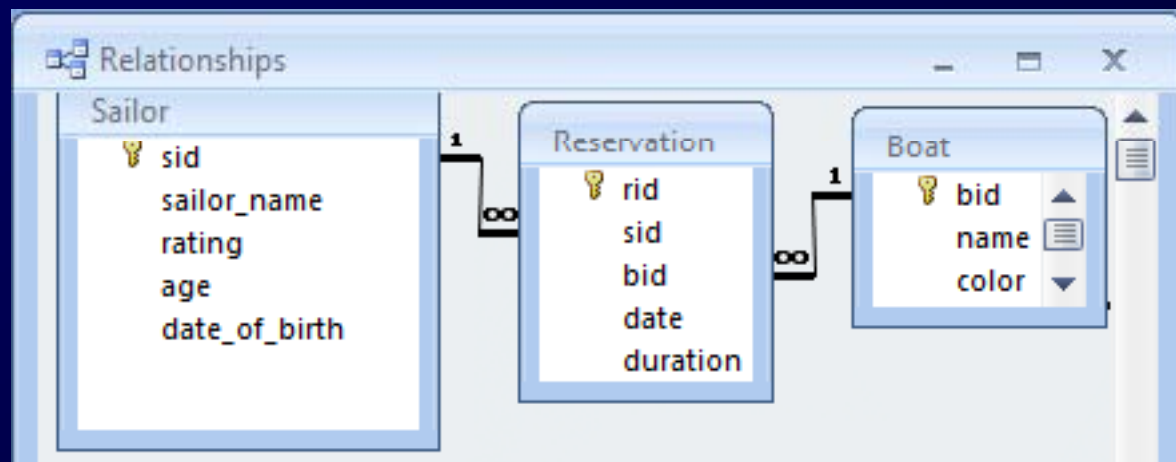 Relationships
Sailor
sid
sailor_name
rating
age
date_of_birth
1
∞
Reservation
rid
sid
bid
date
duration
∞
1
Boat
bid
name
color